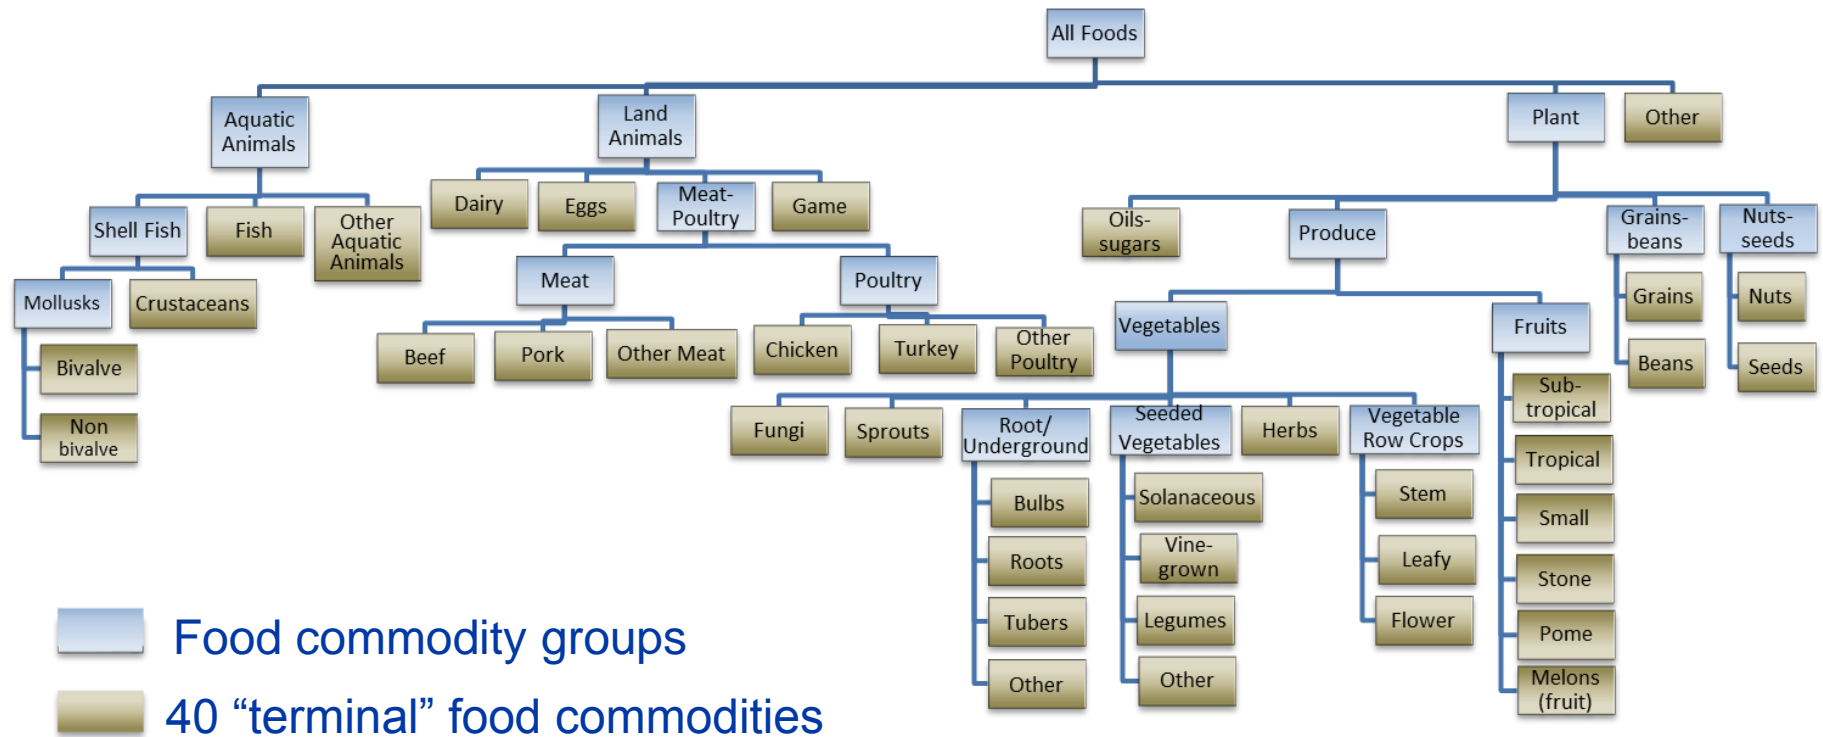 All Foods
Aquatic
Animals
Land
Animals
Plant
Other
Shell Fish
Fish
Other
Aquatic
Animals
Dairy
Eggs
Meat-
Poultry
Game
Oils-
sugars
Produce
Grains-
beans
Nuts-
seeds
Mollusks
Crustaceans
Meat
Poultry
Grains
Nuts
Bivalve
Non
bivalve
Beef
Pork
Other Meat
Chicken
Turkey
Other
Poultry
Vegetables
Fruits
Beans
Seeds
Fungi
Sprouts
Root/
Underground
Seeded
Vegetables
Herbs
Vegetable
Row Crops
Bulbs
Roots
Tubers
Other
Solanaceous
Vine-
grown
Legumes
Other
Stem
Leafy
Flower
Sub-
tropical
Tropical
Small
Stone
Pome
Melons
(fruit)
Food commodity groups
40 “terminal” food commodities